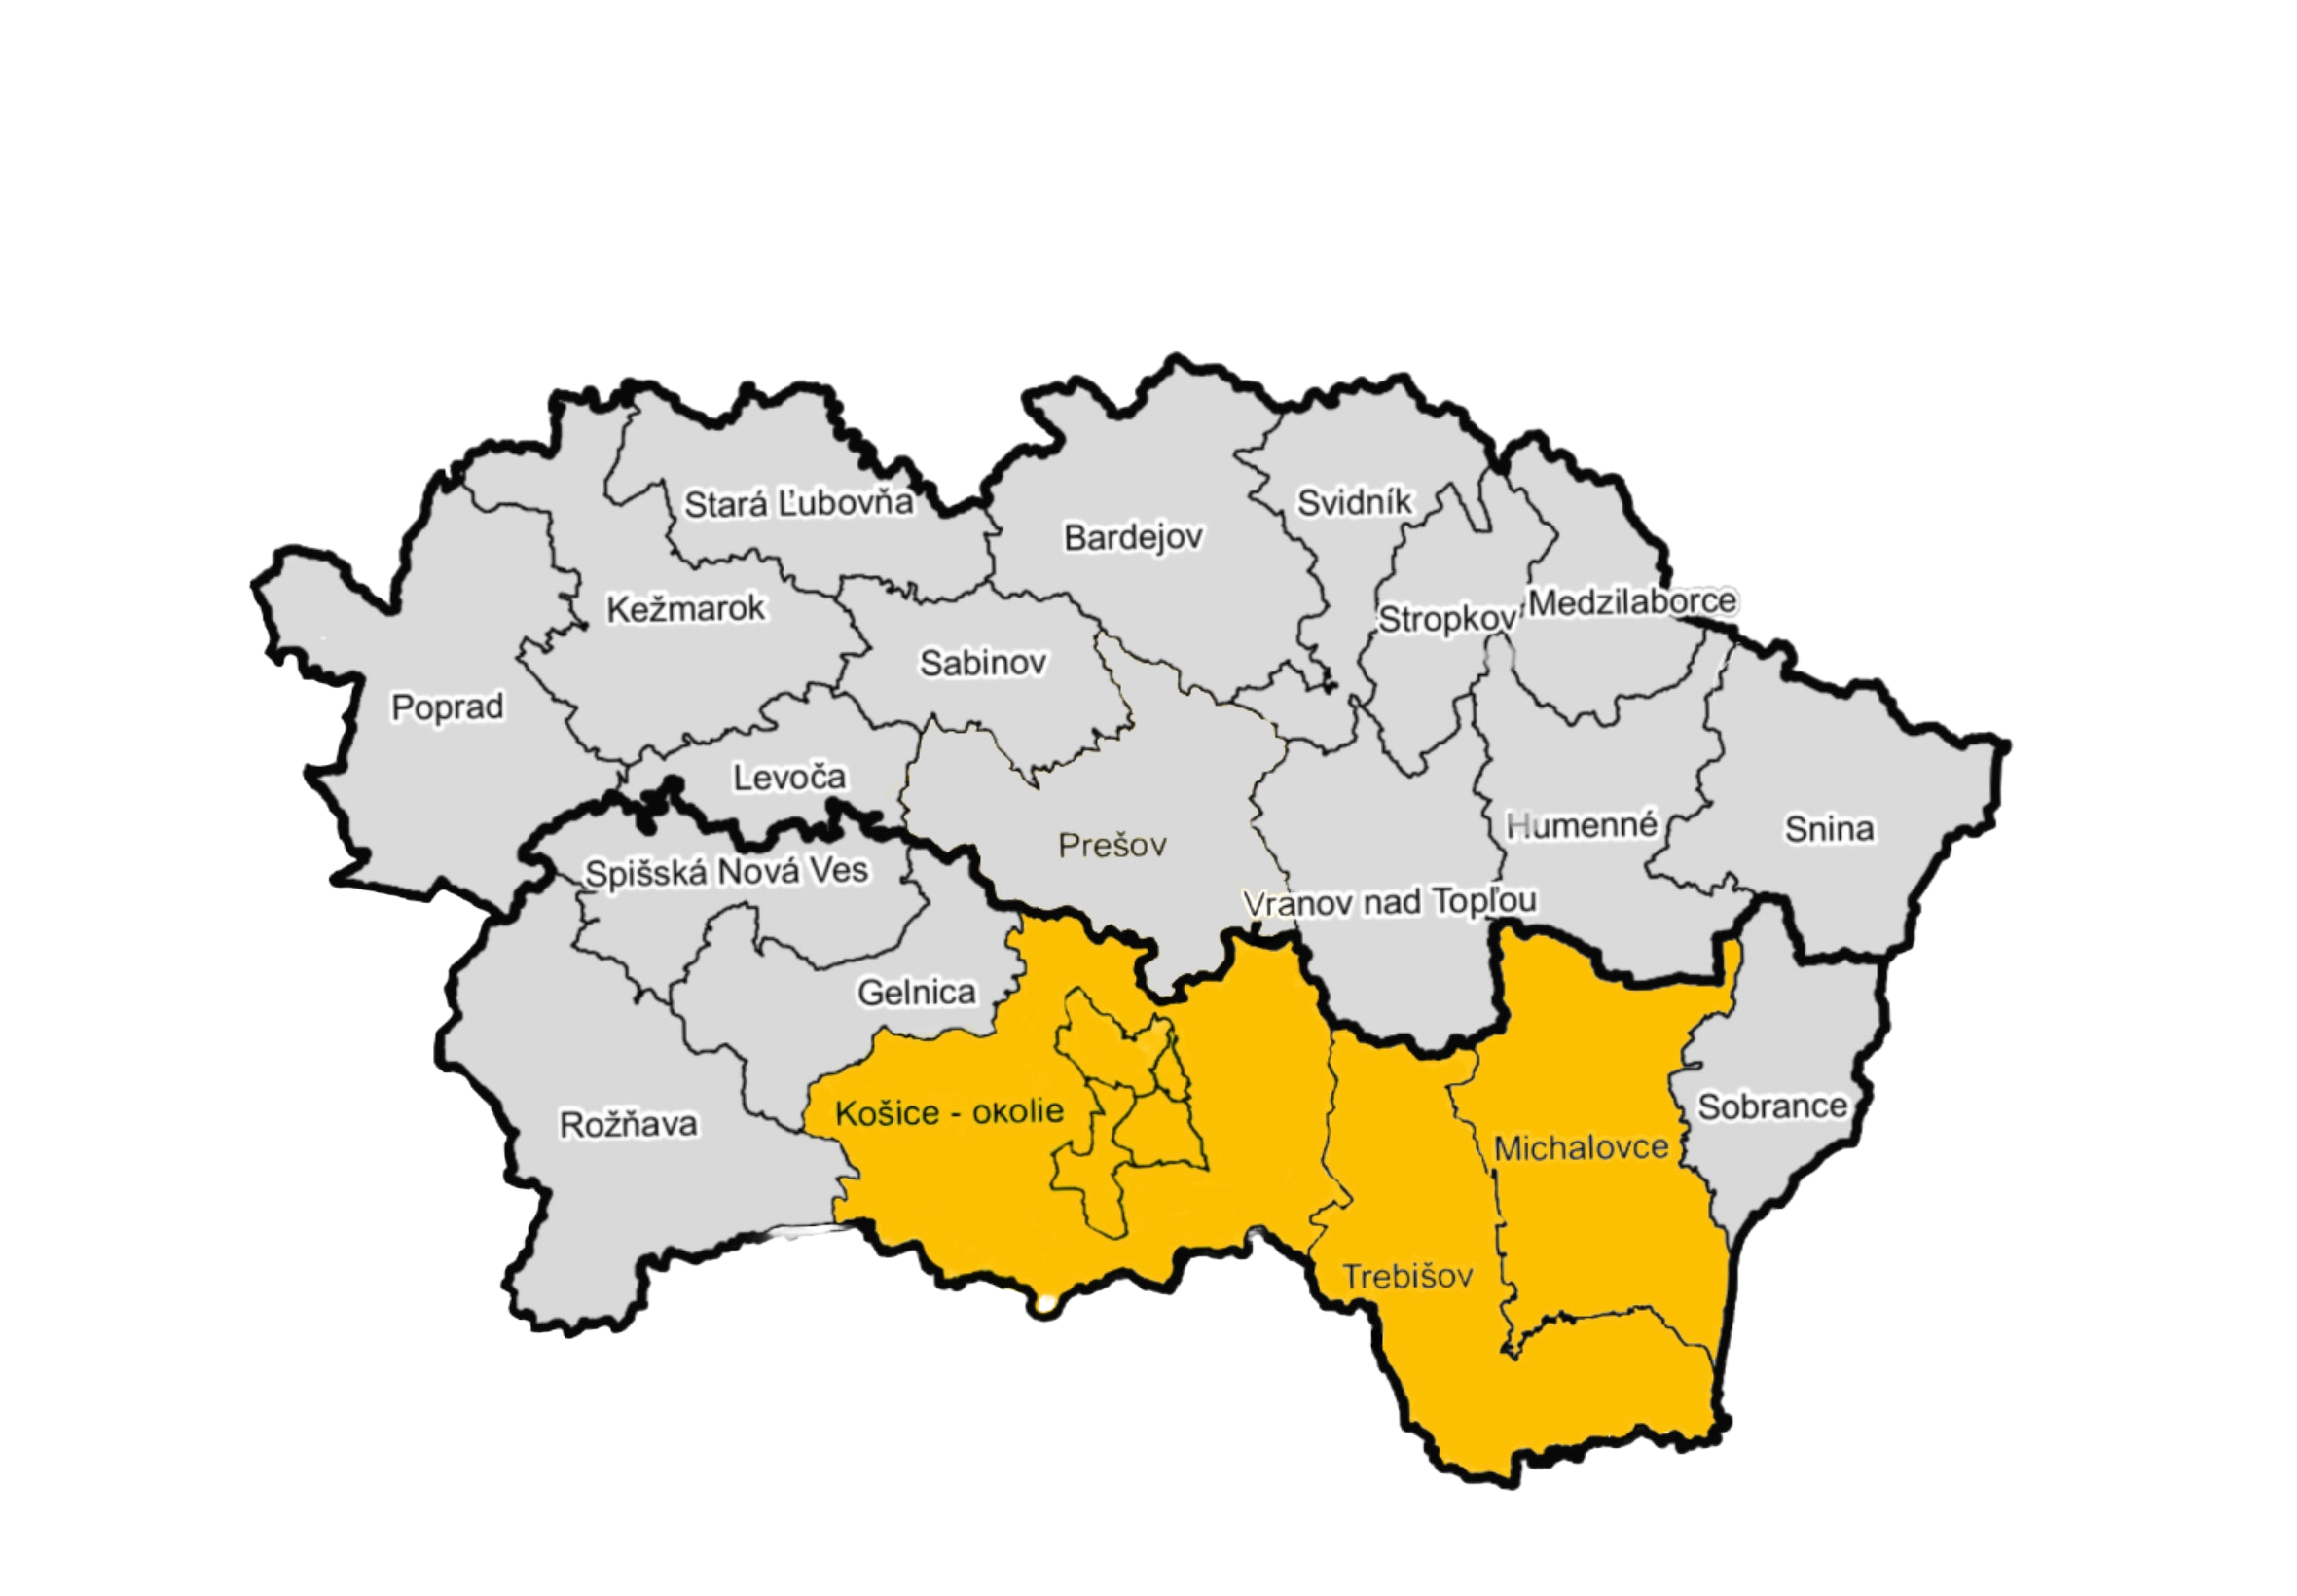 Stará Ľubovňa
Svidník
Bardejov
Kežmarok
Stropkov
Medzilaborce
Sabinov
Poprad
Levoča
Prešov
Humenné
Snina
Spišská Nová Ves
Vranov nad Topľou
Gelnica
Košice - okolie
Sobrance
Rožňava
Michalovce
Trebišov